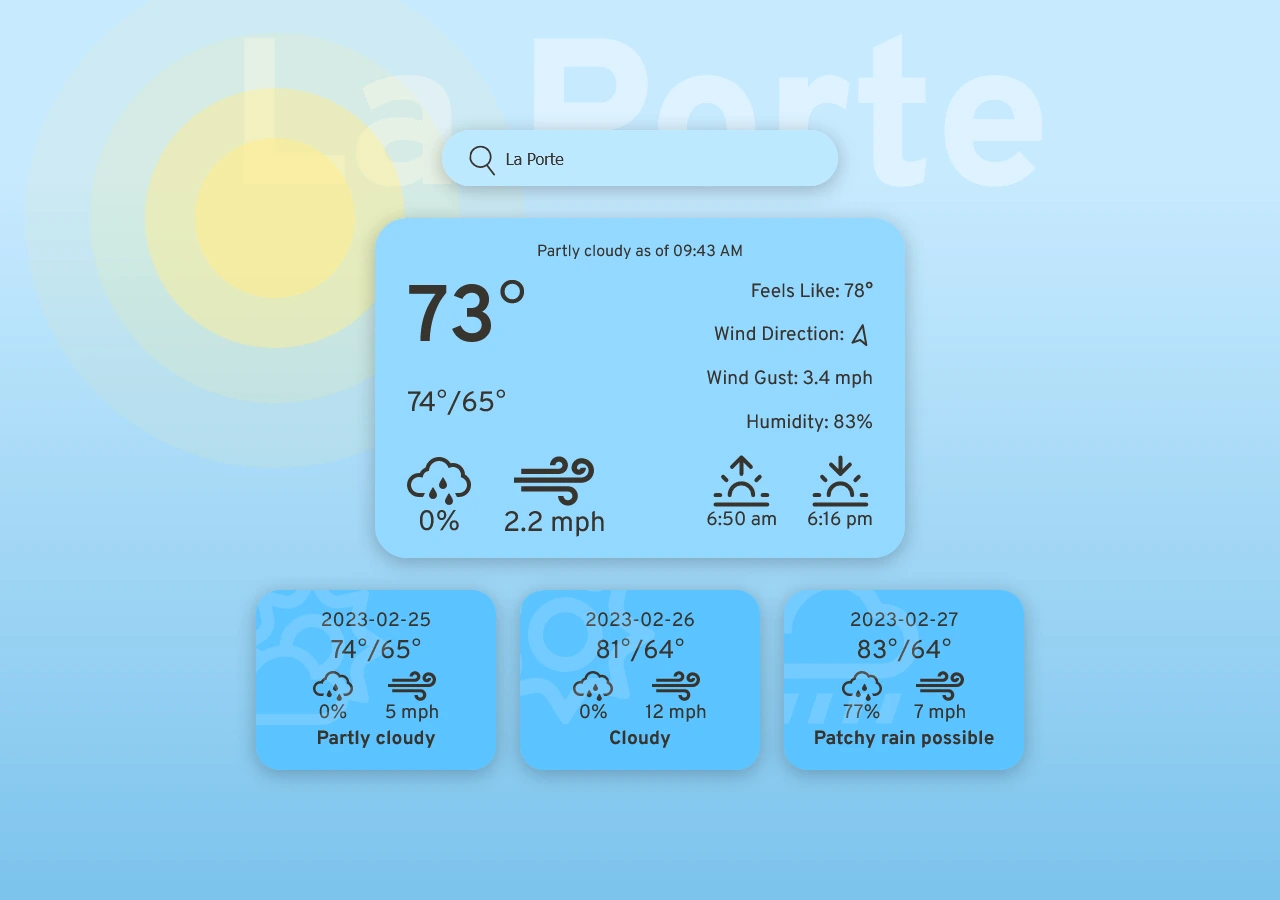 La Porte
La Porte
Partly cloudy as of 09:43 AM
73°
Feels Like: 78°
Wind Direction:
74°/65°
Wind Gust: 3.4 mph
Humidity: 83%
0%
2.2 mph
6:50 am
6:16 pm
2023-02-25
74°/65°
0%
5 mph
Partly cloudy
2023-02-26
81°/64°
0%
12 mph
Cloudy
2023-02-27
83°/64°
77%
7 mph
Patchy rain possible